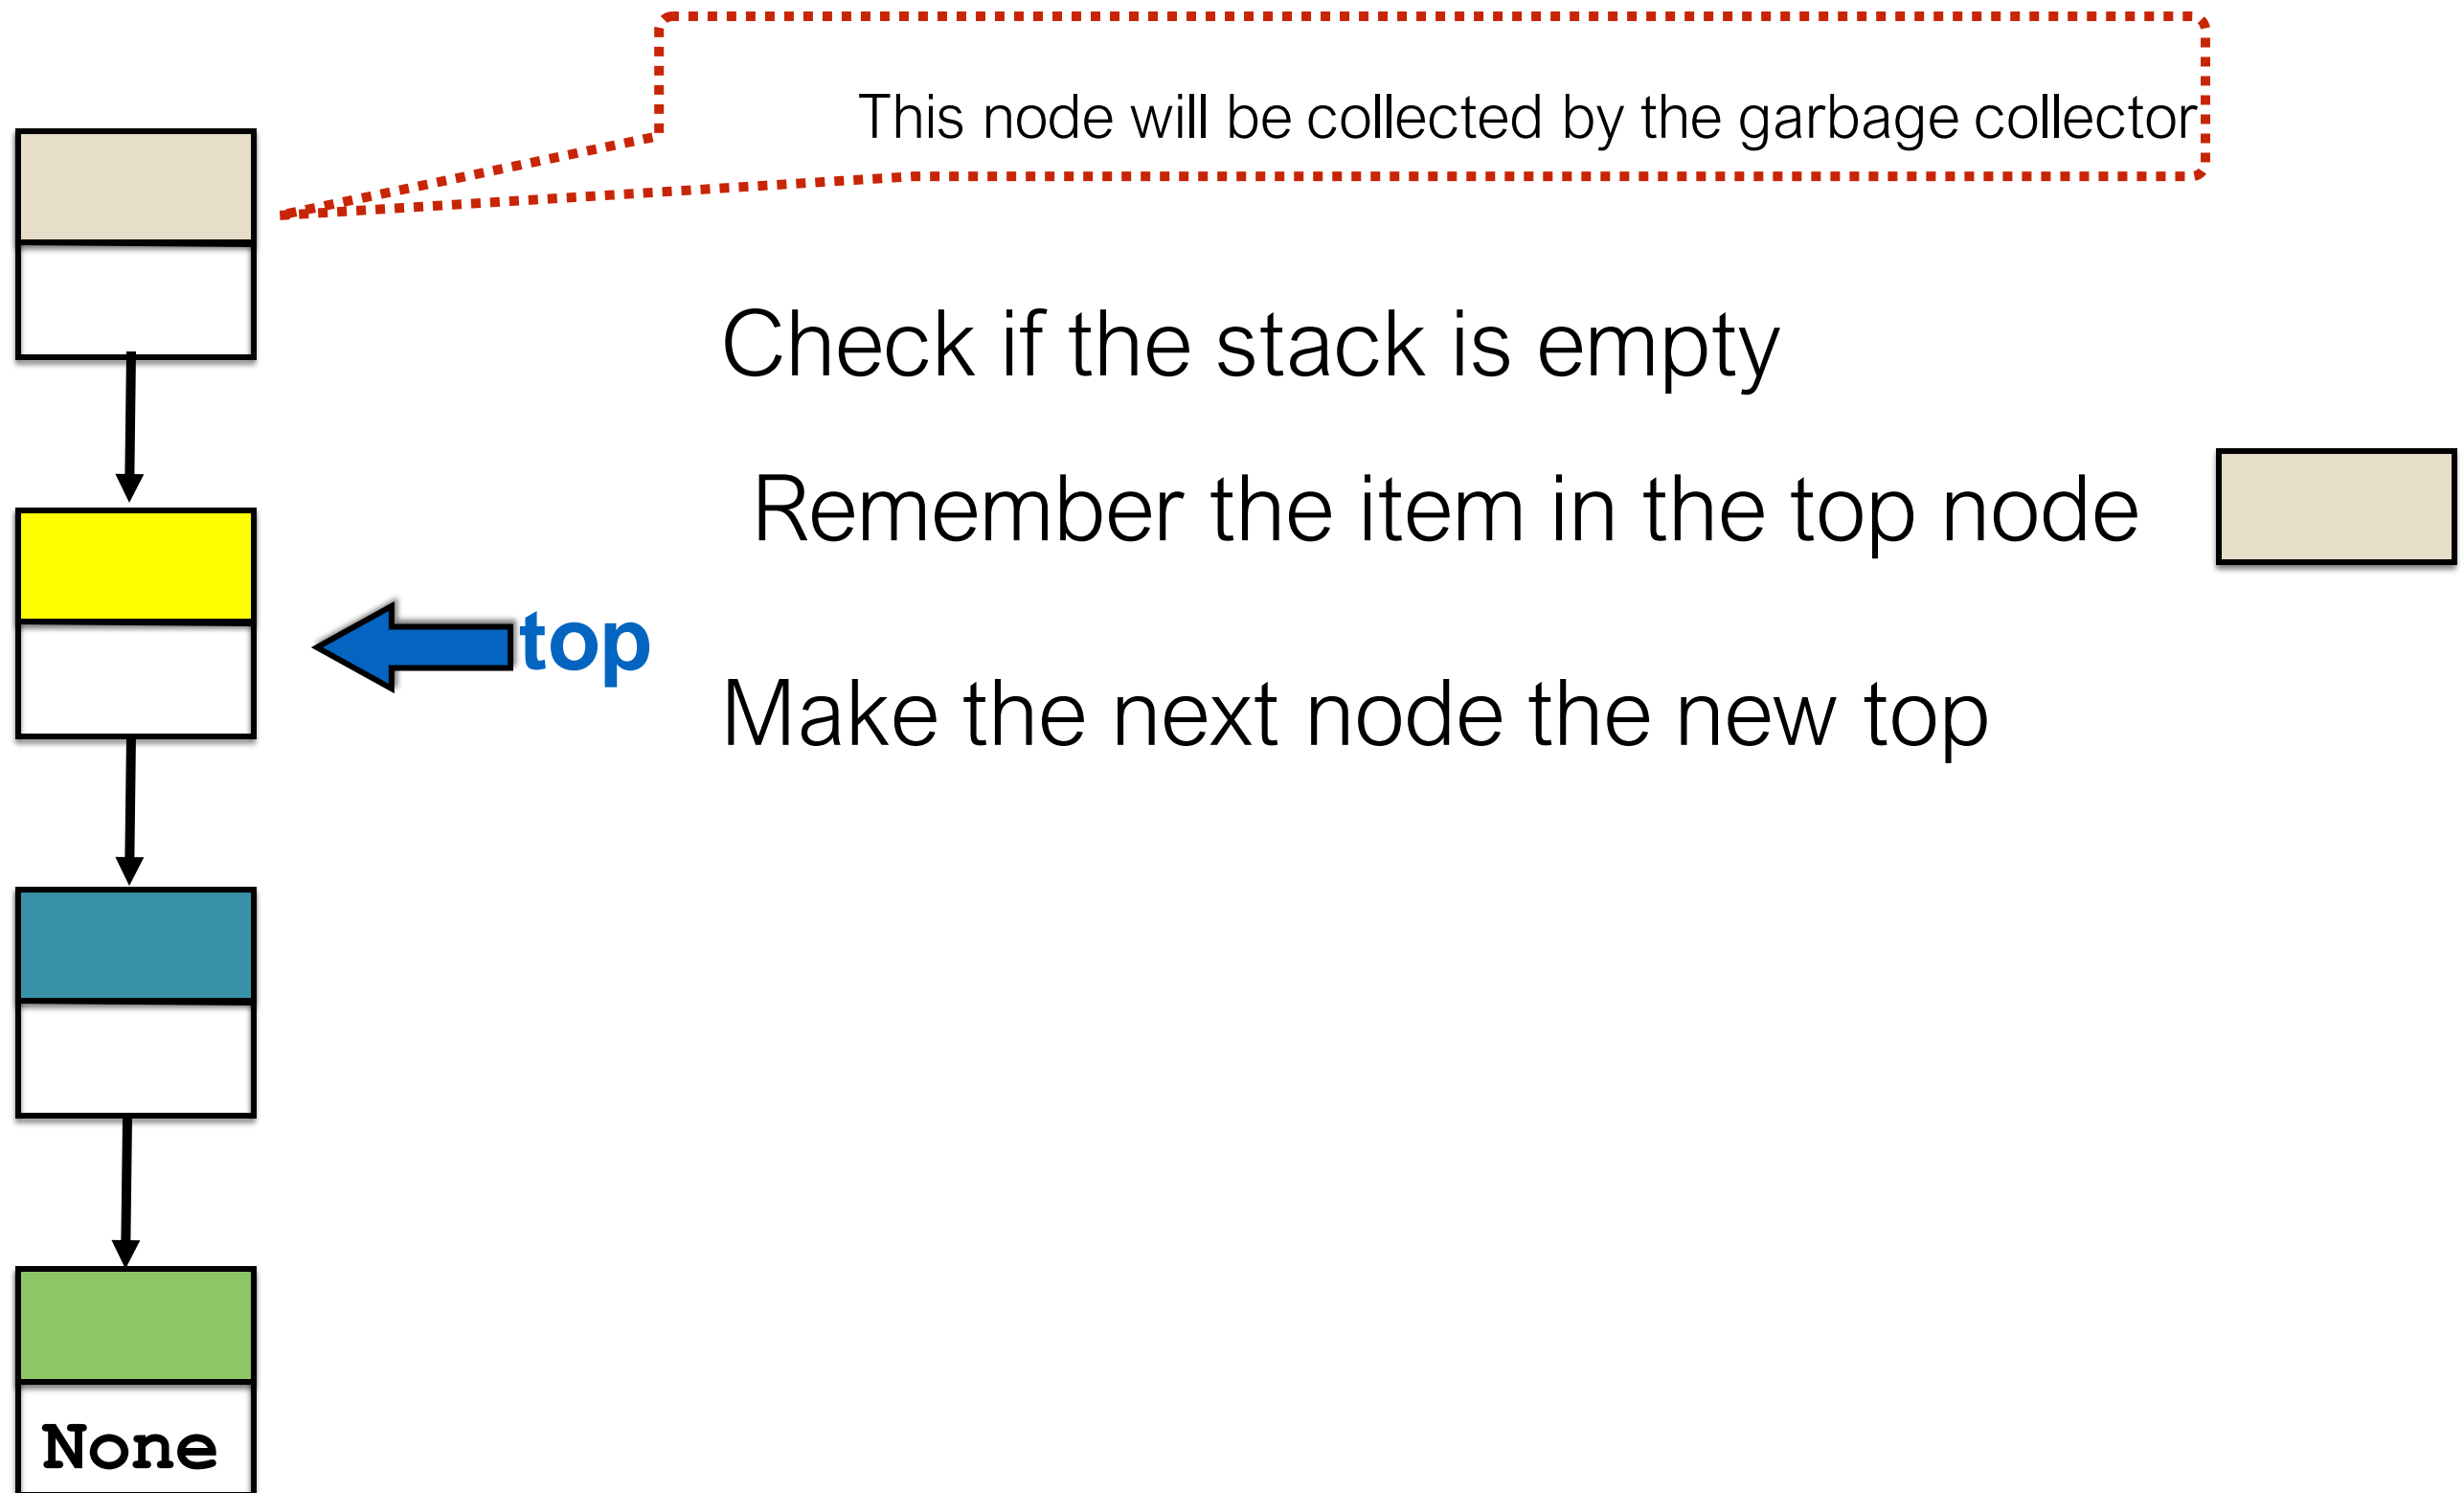 This node will be collected by the garbage collector
Check if the stack is empty
Remember the item in the top node
top
Make the next node the new top
None